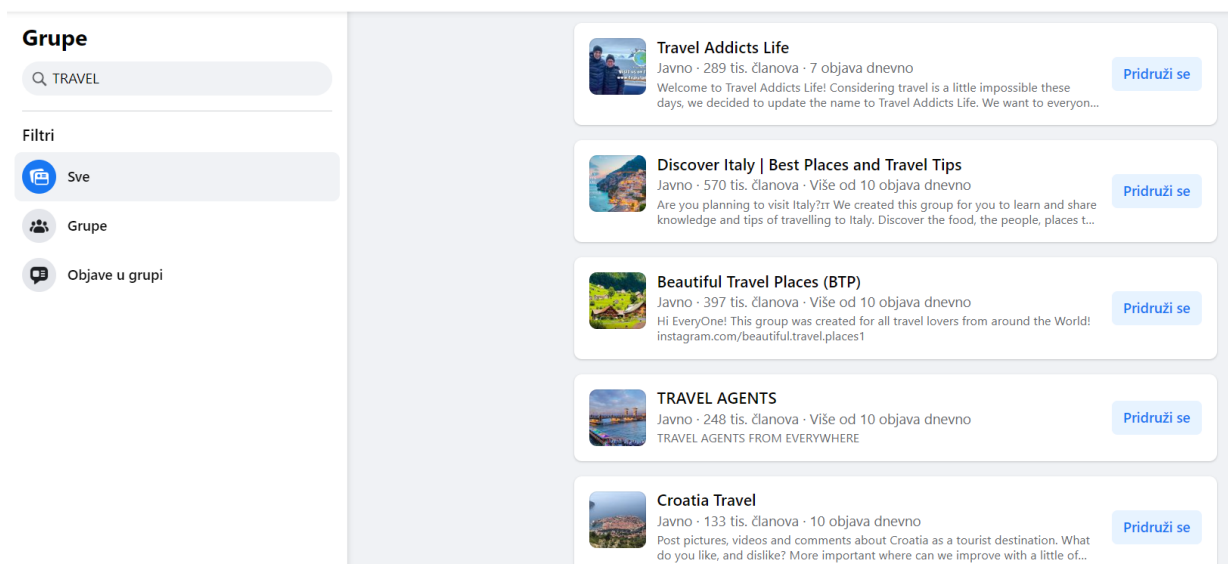 Grupe
TRAVEL
Filtri
Sve
Grupe
Objave u grupi
Travel Addicts Life
Javno · 289 tis. članova · 7 objava dnevno
Welcome to Travel Addicts Life! Considering travel is a little impossible these
days, we decided to update the name to Travel Addicts Life. We want to everyon...
Pridruži se
Discover Italy | Best Places and Travel Tips
Javno · 570 tis. članova · Više od 10 objava dnevno
Are you planning to visit Italy?ıт We created this group for you to learn and share
knowledge and tips of travelling to Italy. Discover the food, the people, places t...
Pridruži se
Beautiful Travel Places (BTP)
Javno · 397 tis. članova · Više od 10 objava dnevno
Hi EveryOne! This group was created for all travel lovers from around the World!
instagram.com/beautiful.travel.places1
Pridruži se
TRAVEL AGENTS
Javno · 248 tis. članova · Više od 10 objava dnevno
TRAVEL AGENTS FROM EVERYWHERE
Pridruži se
Croatia Travel
Javno · 133 tis. članova · 10 objava dnevno
Post pictures, videos and comments about Croatia as a tourist destination. What
do you like, and dislike? More important where can we improve with a little of...
Pridruži se